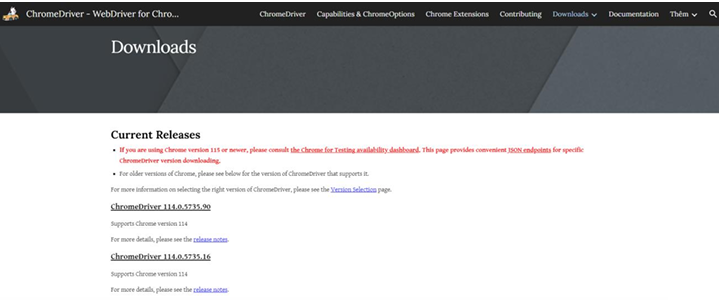 ChromeDriver - WebDriver for Chro...
ChromeDriver Capabilities & ChromeOptions Chrome Extensions Contributing Downloads Documentation Thêm
Downloads
Current Releases
If you are using Chrome version 115 or newer, please consult the Chrome for Testing availability dashboard. This page provides convenient JSON endpoints for specific
ChromeDriver version downloading.
For older versions of Chrome, please see below for the version of ChromeDriver that supports it.
For more information on selecting the right version of ChromeDriver, please see the Version Selection page.
ChromeDriver 114.0.5735.90
Supports Chrome version 114
For more details, please see the release notes.
ChromeDriver 114.0.5735.16
Supports Chrome version 114
For more details, please see the release notes.